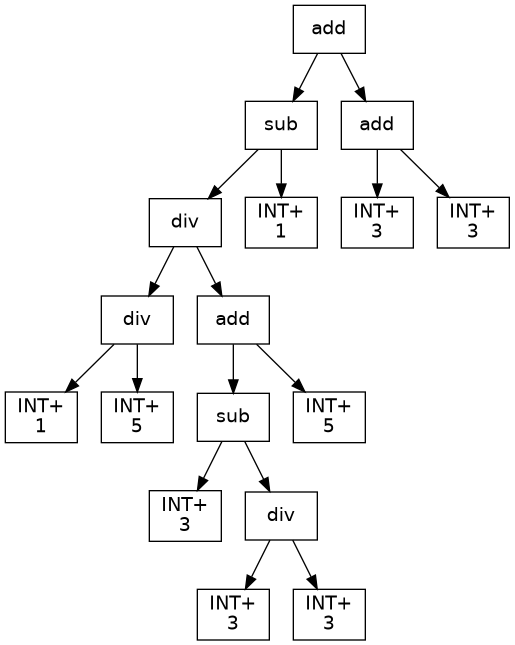 add
sub
add
div
INT+
1
INT+
3
INT+
3
div
add
INT+
1
INT+
5
sub
INT+
5
INT+
3
div
INT+
3
INT+
3